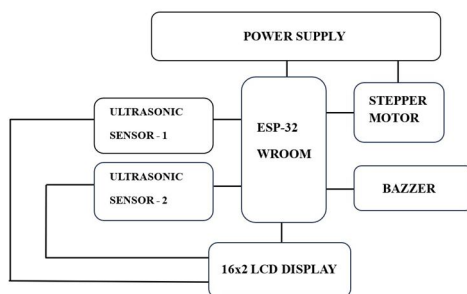 POWER SUPPLY
ULTRASONIC
SENSOR - 1
ESP-32
WROOM
STEPPER
MOTOR
ULTRASONIC
SENSOR - 2
BAZZER
16x2 LCD DISPLAY